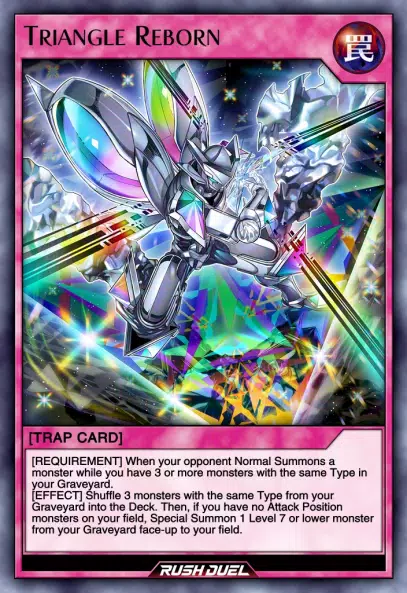 TRIANGLE REBORN
罠
[TRAP CARD]
[REQUIREMENT] When your opponent Normal Summons a
monster while you have 3 or more monsters with the same Type in
your Graveyard.
[EFFECT] Shuffle 3 monsters with the same Type from your
Graveyard into the Deck. Then, if you have no Attack Position
monsters on your field, Special Summon 1 Level 7 or lower monster
from your Graveyard face-up to your field.
RUSH DUEL